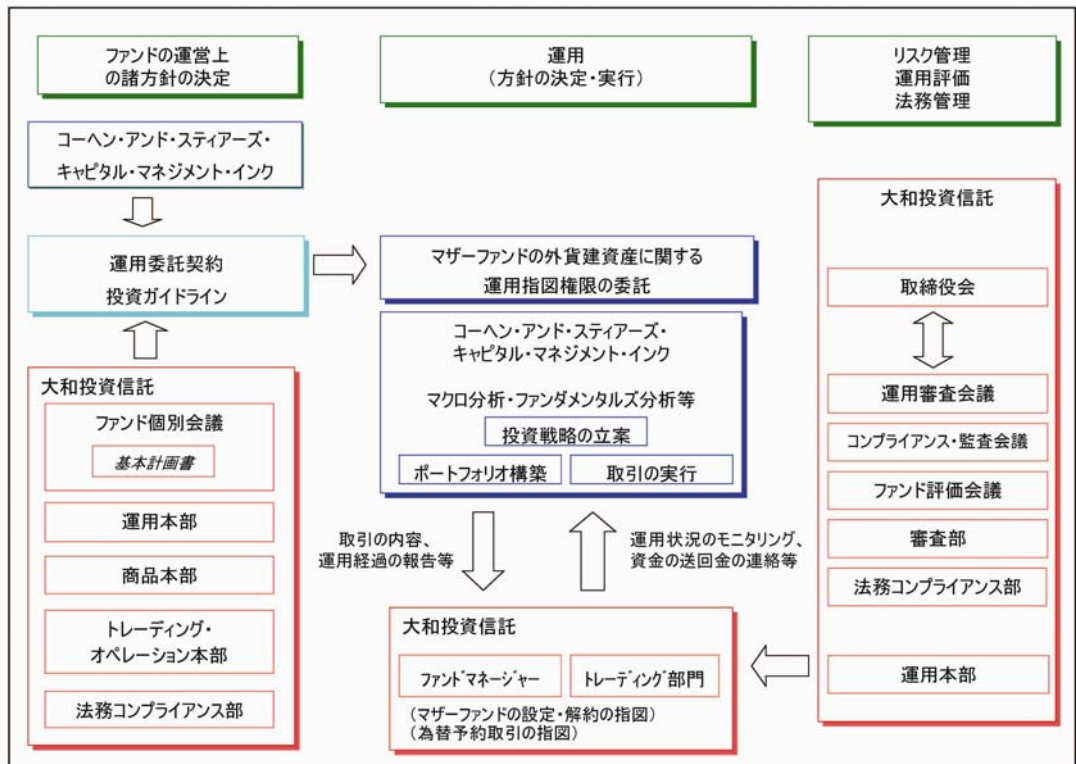 ファンドの運営上
の諸方針の決定
運用
(方針の決定・実行)
リスク管理
運用評価
法務管理
コーヘン・アンド・スティアーズ・
キャピタル・マネジメント・インク
運用委託契約
投資ガイドライン
大和投資信託
ファンド個別会議
基本計画書
運用本部
商品本部
トレーディング・
オペレーション本部
法務コンプライアンス部
マザーファンドの外貨建資産に関する
運用指図権限の委託
コーヘン・アンド・スティアーズ・
キャピタル・マネジメント・インク
マクロ分析・ファンダメンタルズ分析等
投資戦略の立案
ポートフォリオ構築
取引の実行
取引の内容、
運用経過の報告等
運用状況のモニタリング、
資金の送回金の連絡等
大和投資信託
ファンドマネージャー
トレーディング部門
(マザーファンドの設定・解約の指図)
(為替予約取引の指図)
大和投資信託
取締役会
運用審査会議
コンプライアンス・監査会議
ファンド評価会議
審査部
法務コンプライアンス部
運用本部